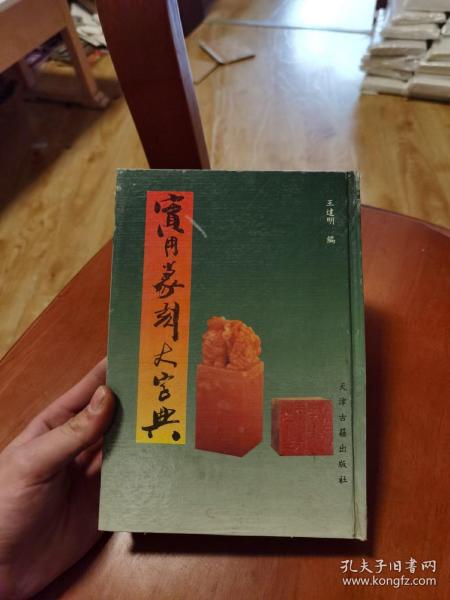 王建明 編
實用篆刻大字典
天津古籍出版社
孔夫子旧书网
www.kongfz.com